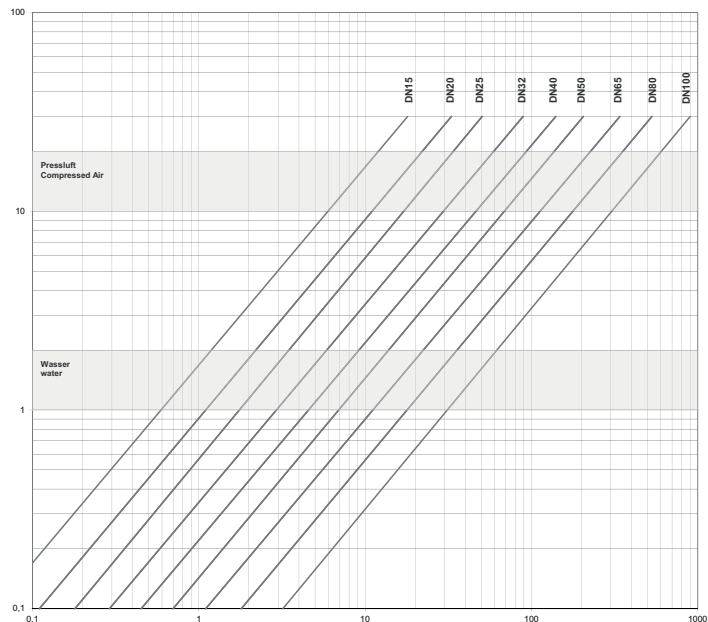 100
DN15 DN20 DN25 DN32 DN40 DN50 DN65 DN80 DN100
Pressluft
Compressed Air
10
Wasser
water
1
0,1
0.1 1 10 100 1000